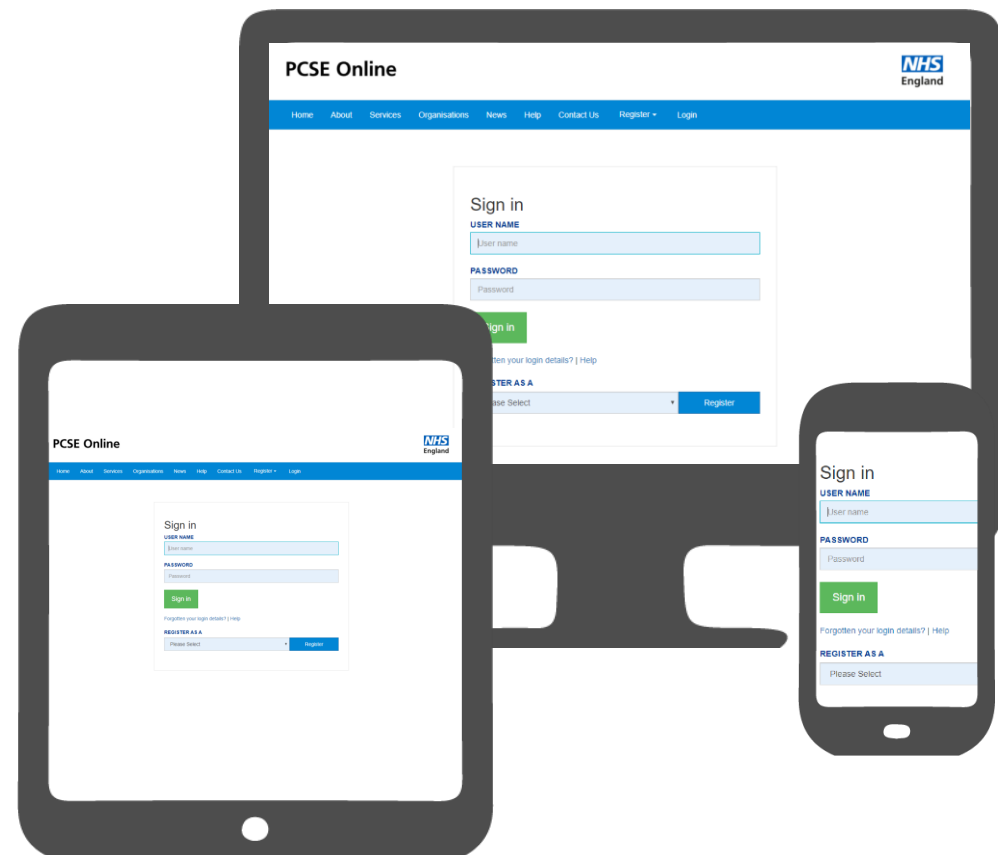 PCSE Online
NHS
England
Home About Services Organisations News Help Contact Us Register Login
Sign in
USER NAME
User name
PASSWORD
Password
ign in
ten your login details? | Help
STER AS A
ase Select Register
PCSE Online
NHS
England
Home About Services Organisations News Help Contact Us Register Login
Sign in
USER NAME
User name
PASSWORD
Password
Sign in
Forgotten your login details? | Help
REGISTER AS A
Please Select Register
Sign in
USER NAME
User name
PASSWORD
Password
Sign in
Forgotten your login details? | Help
REGISTER AS A
Please Select